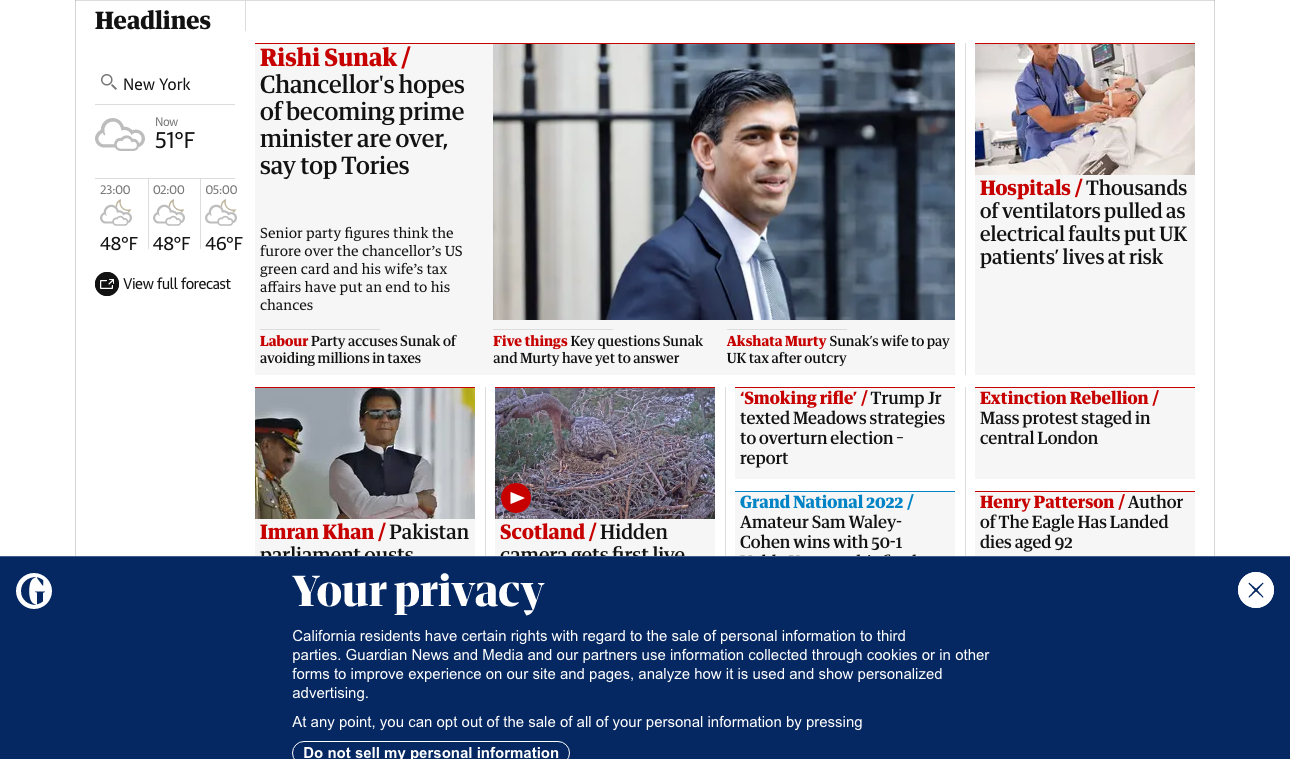 Headlines
New York
Now
51°F
23:00
02:00
05:00
48°F
48°F
46°F
View full forecast
Rishi Sunak /
Chancellor's hopes
of becoming prime
minister are over,
say top Tories
Senior party figures think the
furore over the chancellor's US
green card and his wife's tax
affairs have put an end to his
chances
Labour Party accuses Sunak of
avoiding millions in taxes
Five things Key questions Sunak
and Murty have yet to answer
Akshata Murty Sunak's wife to pay
UK tax after outcry
Hospitals / Thousands
of ventilators pulled as
electrical faults put UK
patients' lives at risk
Imran Khan / Pakistan
parliament ousts
Scotland / Hidden
camera gets first live
'Smoking rifle' / Trump Jr
texted Meadows strategies
to overturn election –
report
Grand National 2022 /
Amateur Sam Waley-
Cohen wins with 50-1
Extinction Rebellion /
Mass protest staged in
central London
Henry Patterson / Author
of The Eagle Has Landed
dies aged 92
Your privacy
California residents have certain rights with regard to the sale of personal information to third
parties. Guardian News and Media and our partners use information collected through cookies or in other
forms to improve experience on our site and pages, analyze how it is used and show personalized
advertising.
At any point, you can opt out of the sale of all of your personal information by pressing
Do not sell my personal information